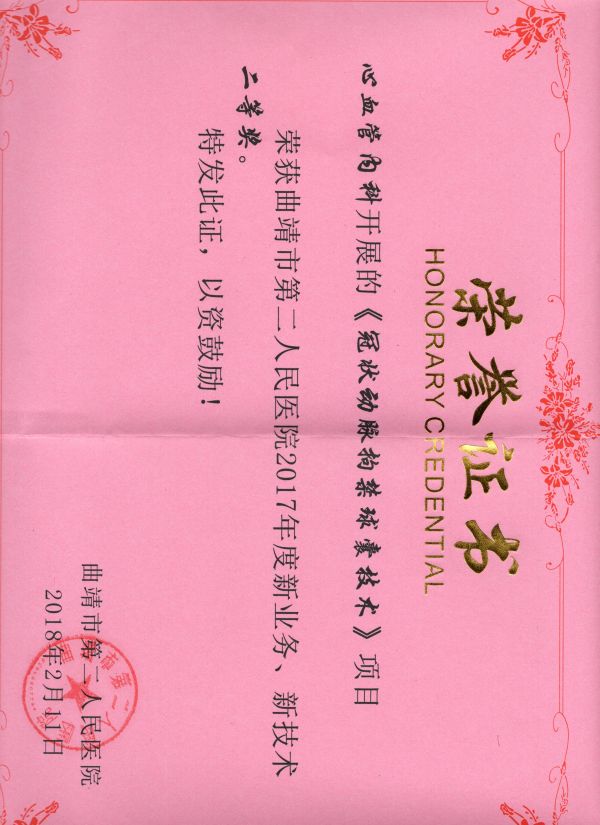 荣誉证书
HONORARY CREDENTIAL
心血管内科开展的《冠状动脉拘禁球囊技术》项目
荣获曲靖市第二人民医院2017年度新业务、新技术
二等奖。
特发此证，以资鼓励！
曲靖市第二人民医院
2018年2月11日